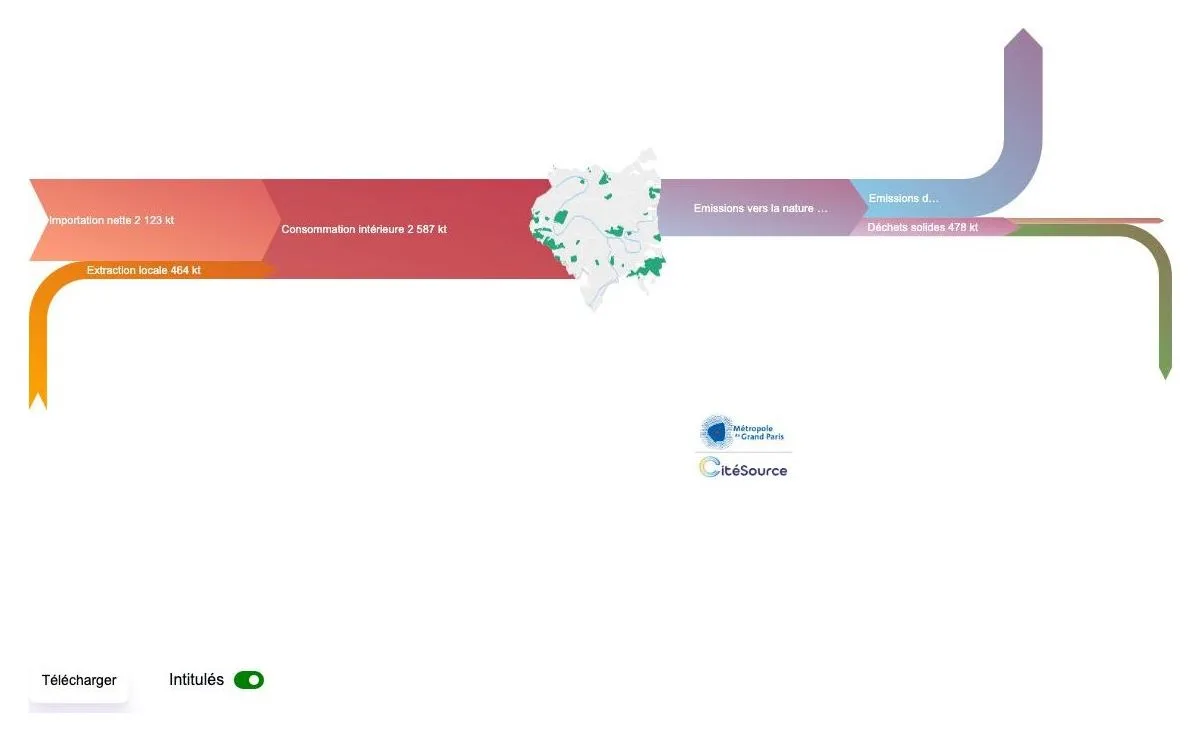 Importation nette 2 123 kt
Extraction locale 464 kt
Consommation intérieure 2 587 kt
Emissions vers la nature …
Emissions d…
Déchets solides 478 kt
Métropole
du Grand Paris
CitéSource
Télécharger
Intitulés